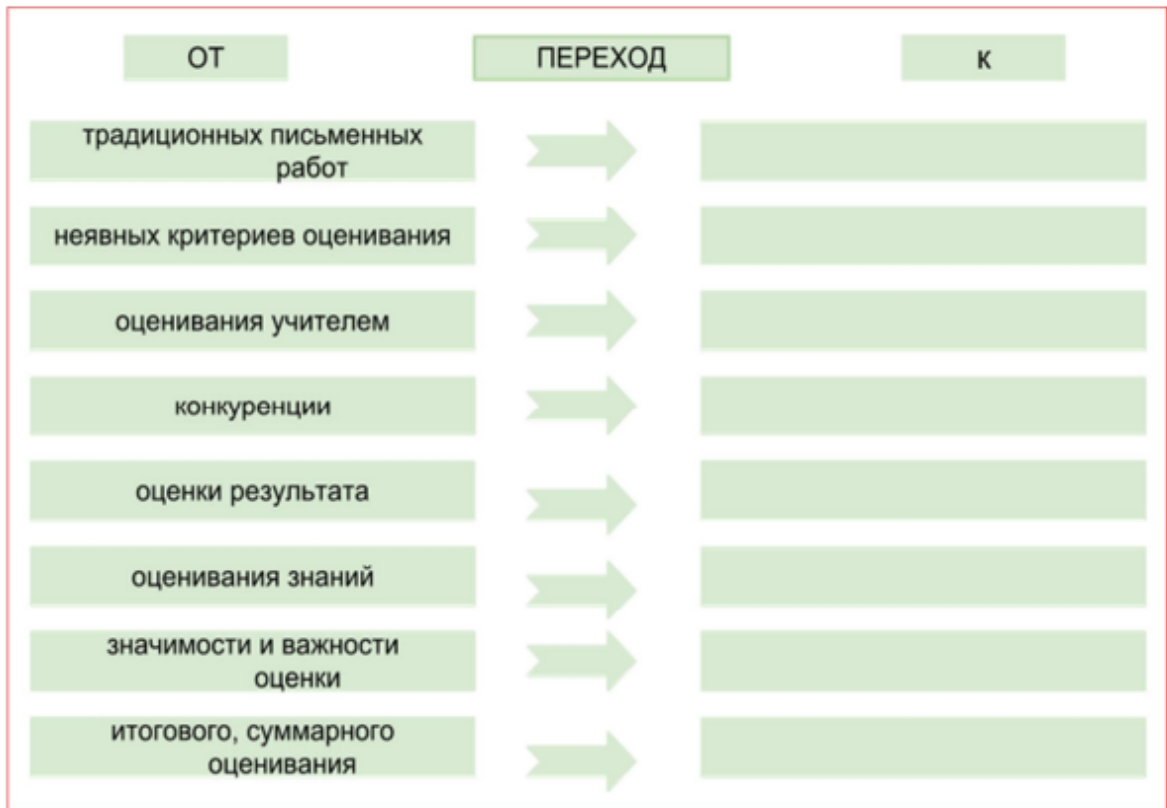 ОТ
ПЕРЕХОД
К
традиционных письменных
работ
неявных критериев оценивания
оценивания учителем
конкуренции
оценки результата
оценивания знаний
значимости и важности
оценки
итогового, суммарного
оценивания